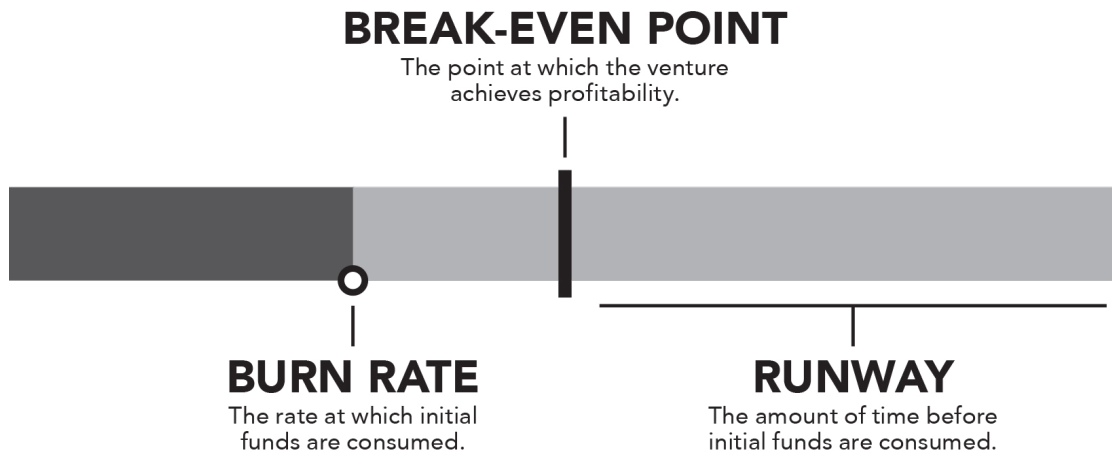 BREAK-EVEN POINT
The point at which the venture
achieves profitability.
BURN RATE
The rate at which initial
funds are consumed.
RUNWAY
The amount of time before
initial funds are consumed.